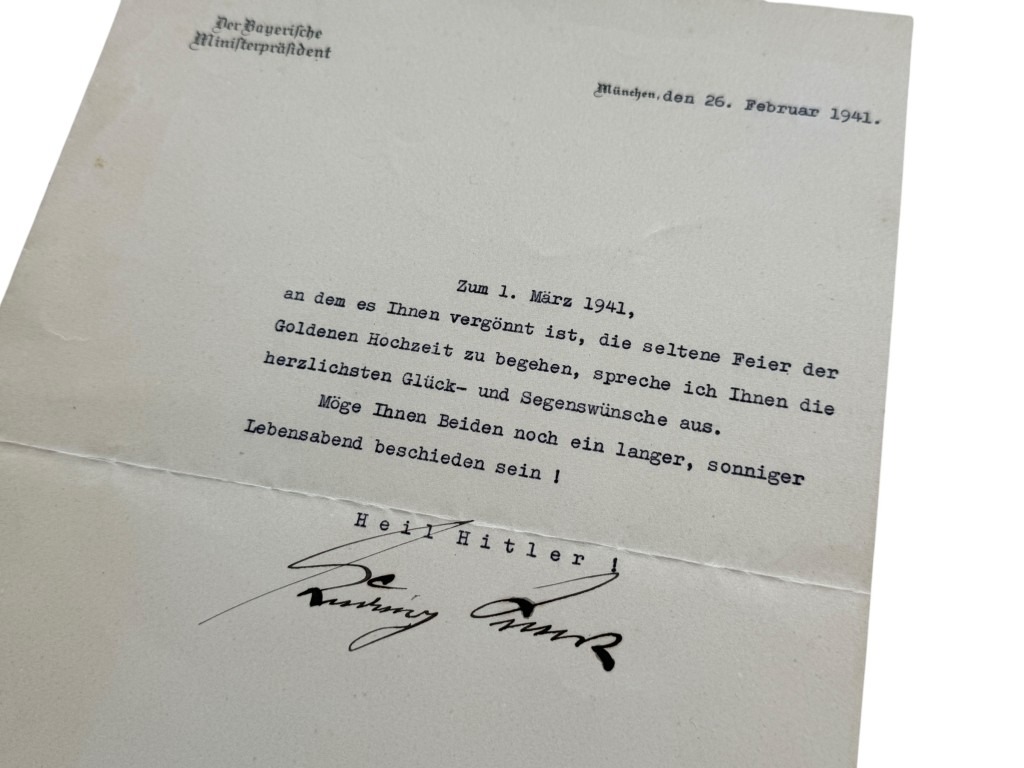 Der Bayerische
Ministerpräsident
München, den 26. Februar 1941.
Zum 1. März 1941,
an dem es Ihnen vergönnt ist, die seltene Feier der
Goldenen Hochzeit zu begehen, spreche ich Ihnen die
herzlichsten Glück- und Segenswünsche aus.
Möge Ihnen Beiden noch ein langer, sonniger
Lebensabend beschieden sein !
Heil Hitler !
Ludwig